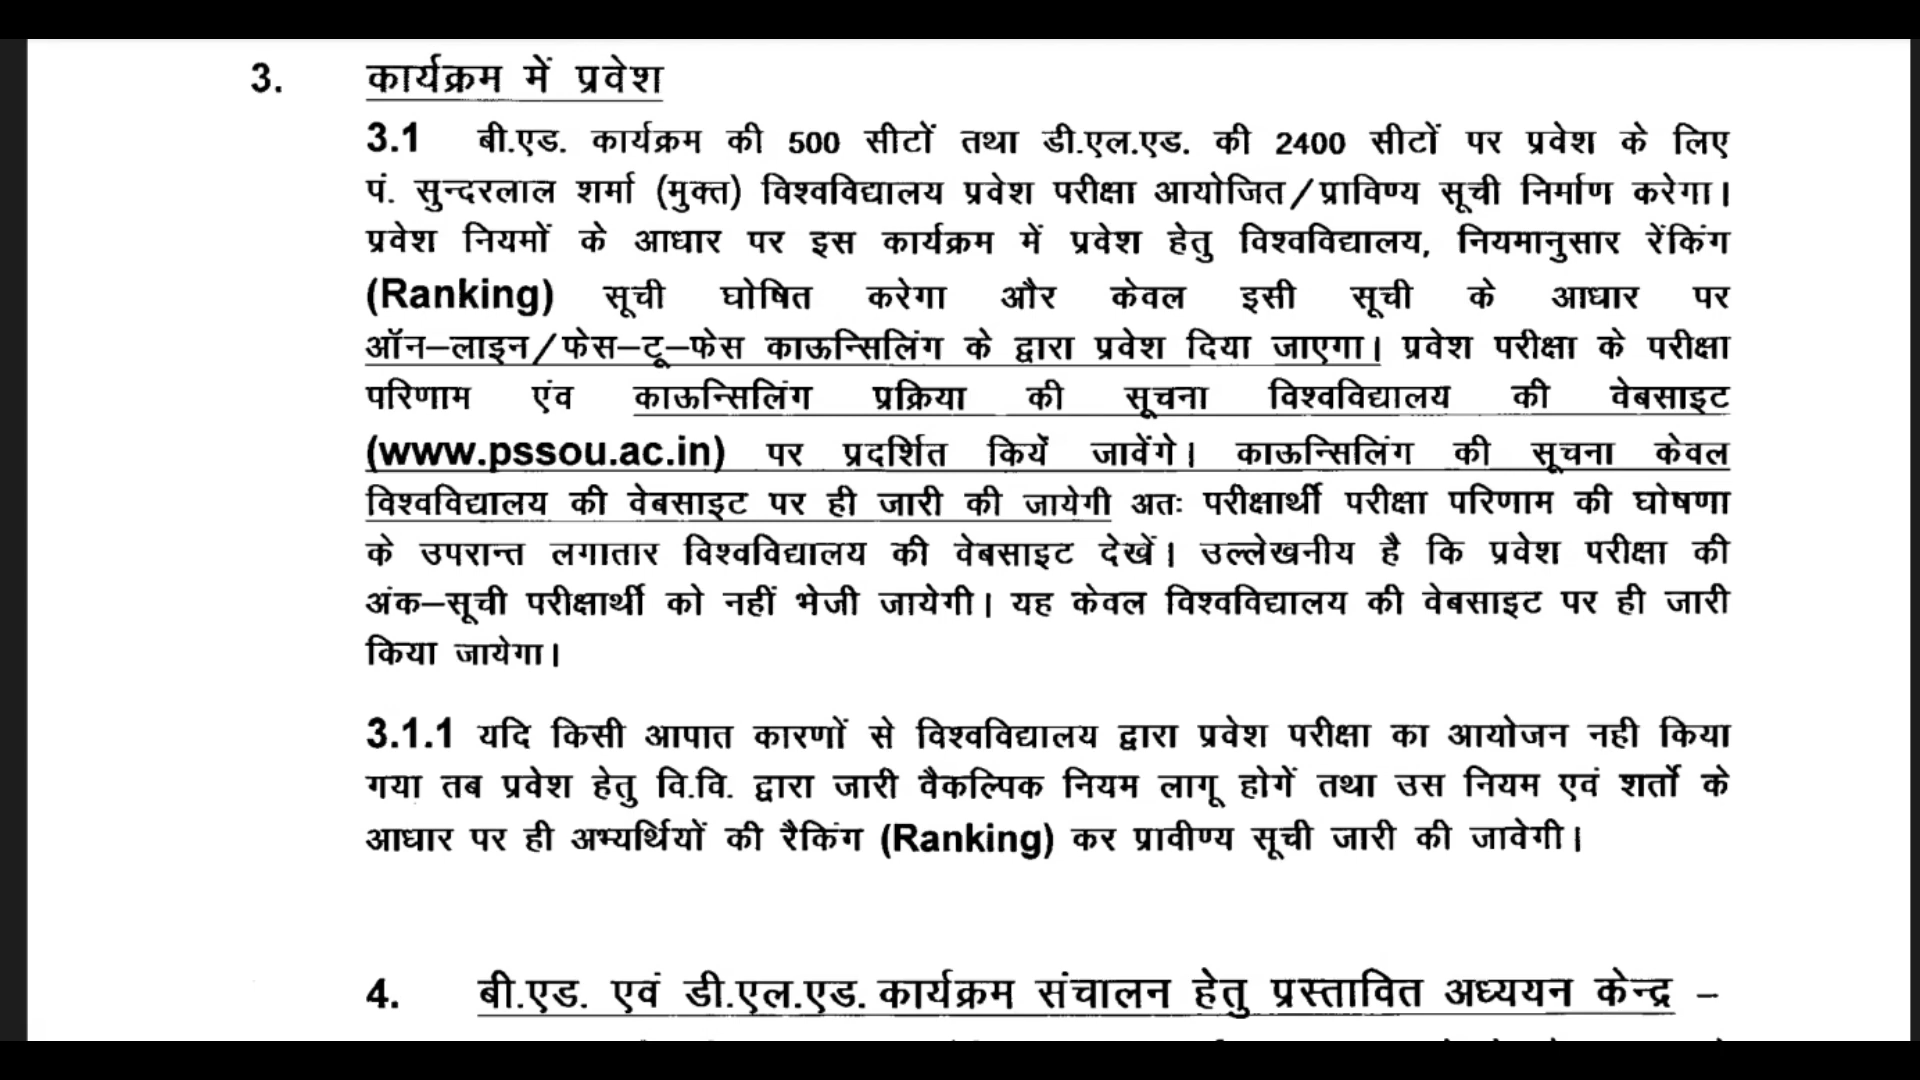 3. कार्यक्रम में प्रवेश
3.1 बी.एड. कार्यक्रम की 500 सीटों तथा डी.एल.एड. की 2400 सीटों पर प्रवेश के लिए
पं. सुन्दरलाल शर्मा (मुक्त) विश्वविद्यालय प्रवेश परीक्षा आयोजित/प्राविण्य सूची निर्माण करेगा।
प्रवेश नियमों के आधार पर इस कार्यक्रम में प्रवेश हेतु विश्वविद्यालय, नियमानुसार रेंकिंग
(Ranking) सूची घोषित करेगा और केवल इसी सूची के आधार पर
ऑन–लाइन/फेस–टू–फेस काऊन्सिलिंग के द्वारा प्रवेश दिया जाएगा। प्रवेश परीक्षा के परीक्षा
परिणाम एंव काऊन्सिलिंग प्रक्रिया की सूचना विश्वविद्यालय की वेबसाइट
(www.pssou.ac.in) पर प्रदर्शित कियें जावेंगे। काऊन्सिलिंग की सूचना केवल
विश्वविद्यालय की वेबसाइट पर ही जारी की जायेगी अतः परीक्षार्थी परीक्षा परिणाम की घोषणा
के उपरान्त लगातार विश्वविद्यालय की वेबसाइट देखें। उल्लेखनीय है कि प्रवेश परीक्षा की
अंक–सूची परीक्षार्थी को नहीं भेजी जायेगी। यह केवल विश्वविद्यालय की वेबसाइट पर ही जारी
किया जायेगा।
3.1.1 यदि किसी आपात कारणों से विश्वविद्यालय द्वारा प्रवेश परीक्षा का आयोजन नही किया
गया तब प्रवेश हेतु वि.वि. द्वारा जारी वैकल्पिक नियम लागू होगें तथा उस नियम एवं शर्तो के
आधार पर ही अभ्यर्थियों की रैकिंग (Ranking) कर प्रावीण्य सूची जारी की जावेगी।
4. बी.एड. एवं डी.एल.एड. कार्यक्रम संचालन हेतु प्रस्तावित अध्ययन केन्द्र –